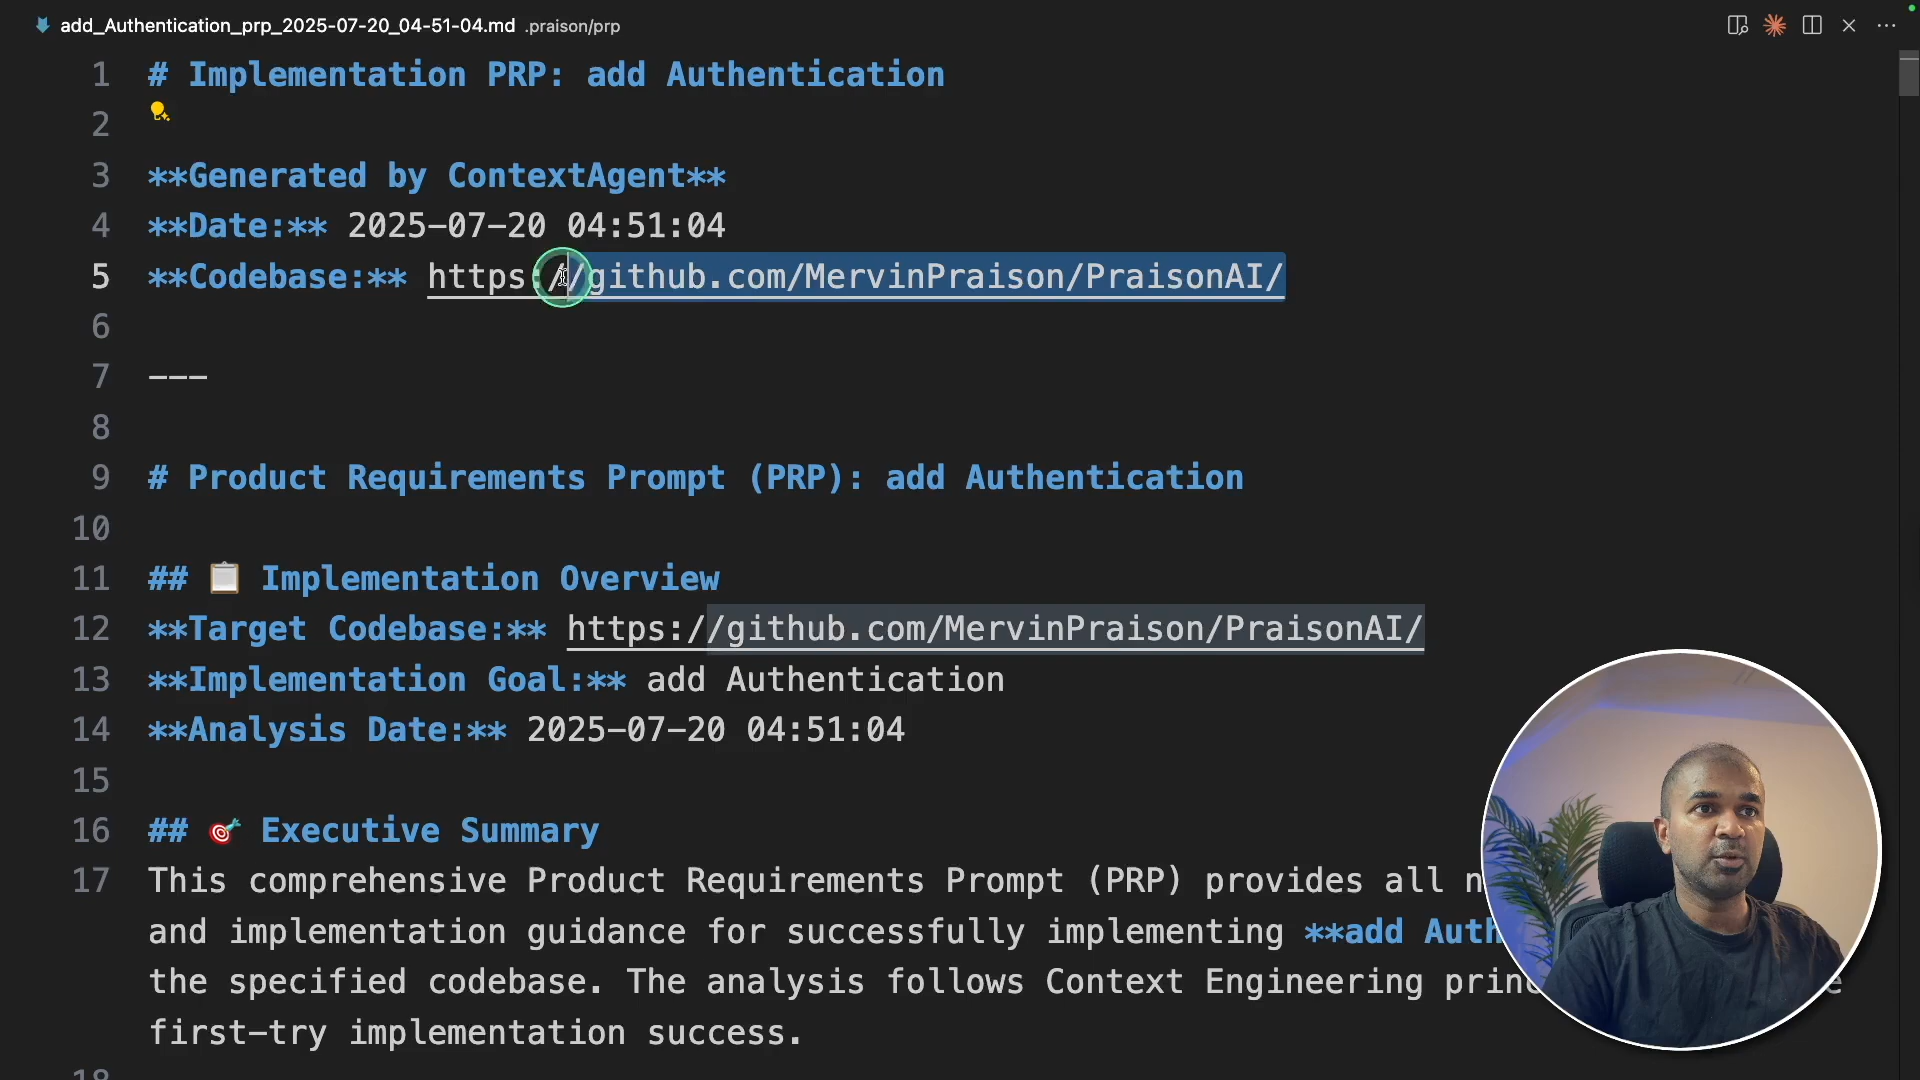 add_Authentication_prp_2025-07-20_04-51-04.md .praison/prp
1 # Implementation PRP: add Authentication
2
3 **Generated by ContextAgent**
4 **Date:** 2025-07-20 04:51:04
5 **Codebase:** https://github.com/MervinPraison/PraisonAI/
6
7 ---
8
9 # Product Requirements Prompt (PRP): add Authentication
10
11 ## 📋 Implementation Overview
12 **Target Codebase:** https://github.com/MervinPraison/PraisonAI/
13 **Implementation Goal:** add Authentication
14 **Analysis Date:** 2025-07-20 04:51:04
15
16 ## 🎯 Executive Summary
17 This comprehensive Product Requirements Prompt (PRP) provides all
and implementation guidance for successfully implementing **add
the specified codebase. The analysis follows Context Engineering
first-try implementation success.
18